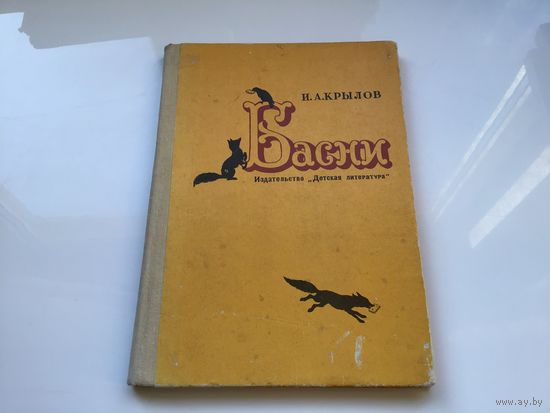 И. А. КРЫЛОВ
Басни
Издательство „Детская литература"
www.ay.by